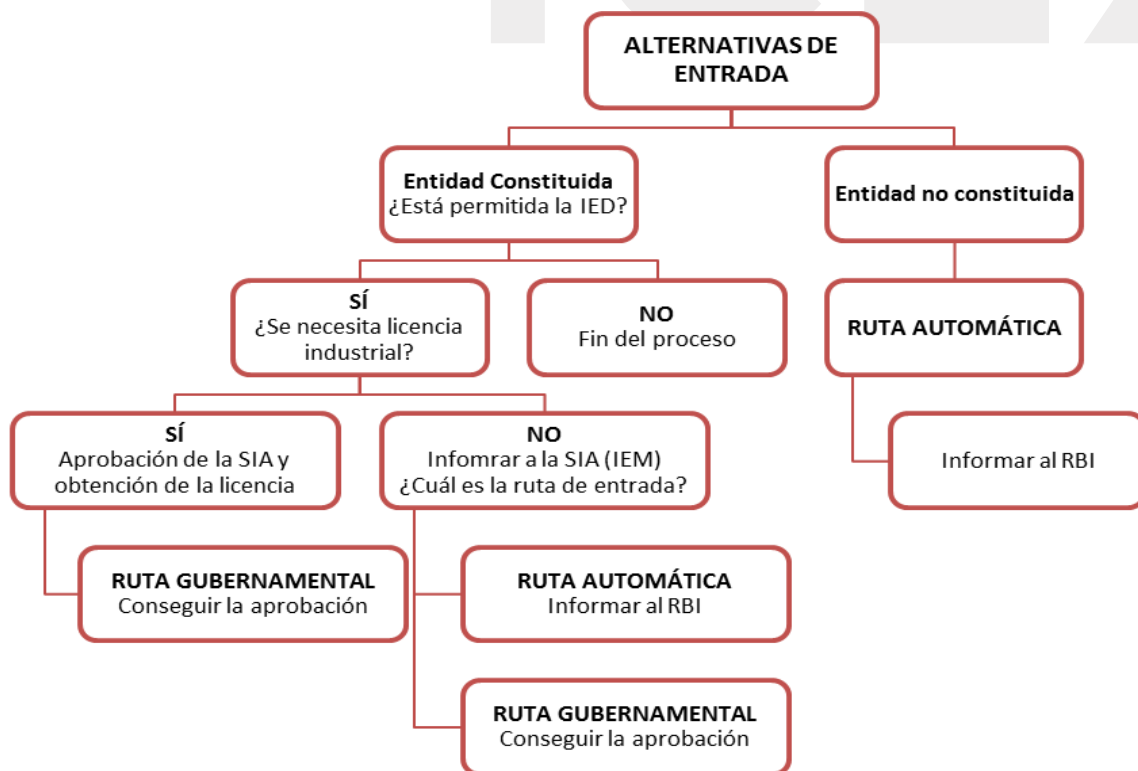 ALTERNATIVAS DE
ENTRADA
Entidad Constituida
¿Está permitida la IED?
Entidad no constituida
SÍ
¿Se necesita licencia
industrial?
NO
Fin del proceso
RUTA AUTOMÁTICA
SÍ
Aprobación de la SIA y
obtención de la licencia
NO
Infomrar a la SIA (IEM)
¿Cuál es la ruta de entrada?
Informar al RBI
RUTA GUBERNAMENTAL
Conseguir la aprobación
RUTA AUTOMÁTICA
Informar al RBI
RUTA GUBERNAMENTAL
Conseguir la aprobación